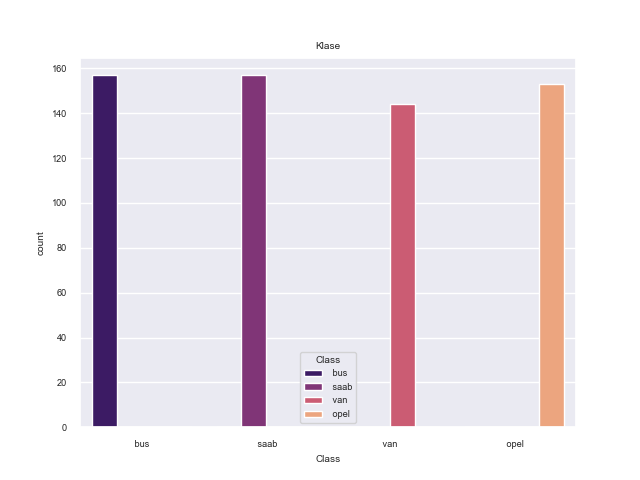 Klase
160
140
120
100
80
60
40
20
0
count
Class
bus
saab
van
opel
bus saab van opel
Class